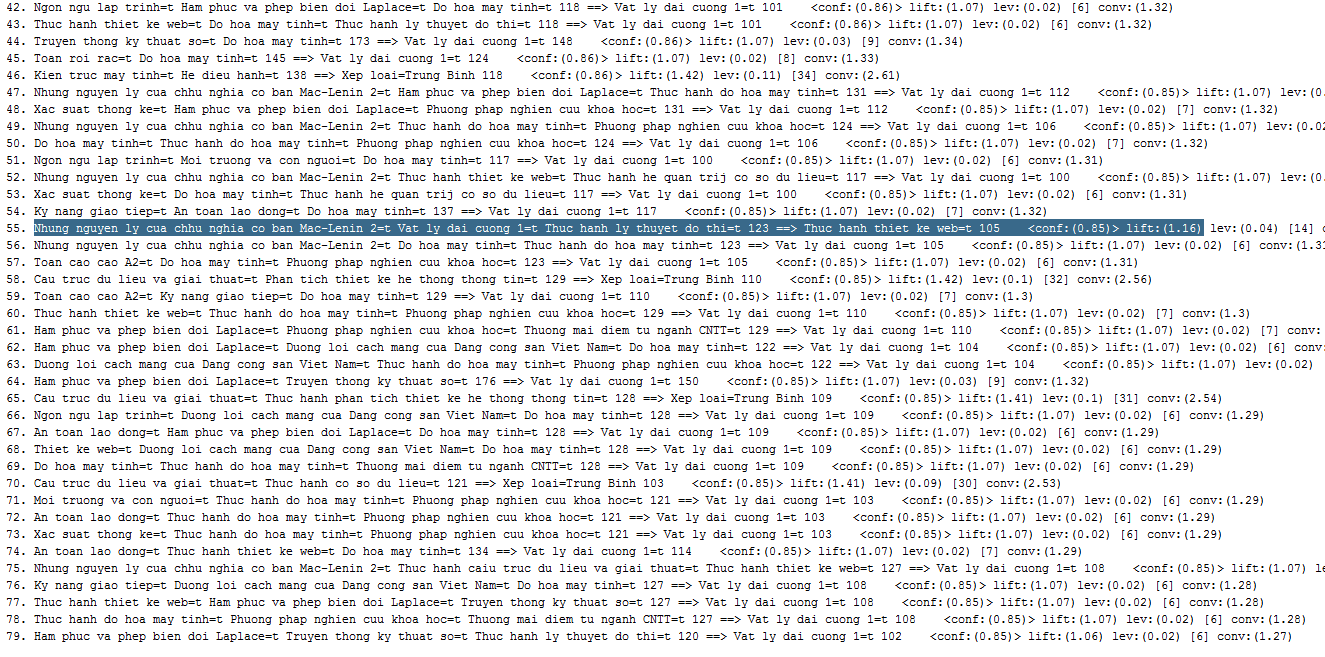 42. Ngon ngu lap trinh=t Ham phuc va phep bien doi Laplace=t Do hoa may tinh=t 118 ==> Vat ly dai cuong 1=t 101 <conf:(0.86)> lift:(1.07) lev:(0.02) [6] conv:(1.32)
43. Thuc hanh thiet ke web=t Do hoa may tinh=t Thuc hanh ly thuyet do thi=t 118 ==> Vat ly dai cuong 1=t 101 <conf:(0.86)> lift:(1.07) lev:(0.02) [6] conv:(1.32)
44. Truyen thong ky thuat so=t Do hoa may tinh=t 173 ==> Vat ly dai cuong 1=t 148 <conf:(0.86)> lift:(1.07) lev:(0.03) [9] conv:(1.34)
45. Toan roi rac=t Do hoa may tinh=t 145 ==> Vat ly dai cuong 1=t 124 <conf:(0.86)> lift:(1.07) lev:(0.02) [8] conv:(1.33)
46. Kien truc may tinh=t He dieu hanh=t 138 ==> Xep loai=Trung Binh 118 <conf:(0.86)> lift:(1.42) lev:(0.11) [34] conv:(2.61)
47. Nhung nguyen ly cua chhu nghia co ban Mac-Lenin 2=t Ham phuc va phep bien doi Laplace=t Thuc hanh do hoa may tinh=t 131 ==> Vat ly dai cuong 1=t 112 <conf:(0.85)> lift:(1.07) lev:(0.0
48. Xac suat thong ke=t Ham phuc va phep bien doi Laplace=t Phuong phap nghien cuu khoa hoc=t 131 ==> Vat ly dai cuong 1=t 112 <conf:(0.85)> lift:(1.07) lev:(0.02) [7] conv:(1.32)
49. Nhung nguyen ly cua chhu nghia co ban Mac-Lenin 2=t Thuc hanh do hoa may tinh=t Phuong phap nghien cuu khoa hoc=t 124 ==> Vat ly dai cuong 1=t 106 <conf:(0.85)> lift:(1.07) lev:(0.02
50. Do hoa may tinh=t Thuc hanh do hoa may tinh=t Phuong phap nghien cuu khoa hoc=t 124 ==> Vat ly dai cuong 1=t 106 <conf:(0.85)> lift:(1.07) lev:(0.02) [7] conv:(1.32)
51. Ngon ngu lap trinh=t Moi truong va con nguoi=t Do hoa may tinh=t 117 ==> Vat ly dai cuong 1=t 100 <conf:(0.85)> lift:(1.07) lev:(0.02) [6] conv:(1.31)
52. Nhung nguyen ly cua chhu nghia co ban Mac-Lenin 2=t Thuc hanh thiet ke web=t Thuc hanh he quan trij co so du lieu=t 117 ==> Vat ly dai cuong 1=t 100 <conf:(0.85)> lift:(1.07) lev:(0.
53. Xac suat thong ke=t Do hoa may tinh=t Thuc hanh he quan trij co so du lieu=t 117 ==> Vat ly dai cuong 1=t 100 <conf:(0.85)> lift:(1.07) lev:(0.02) [6] conv:(1.31)
54. Ky nang giao tiep=t An toan lao dong=t Do hoa may tinh=t 137 ==> Vat ly dai cuong 1=t 117 <conf:(0.85)> lift:(1.07) lev:(0.02) [7] conv:(1.32)
55. Nhung nguyen ly cua chhu nghia co ban Mac-Lenin 2=t Vat ly dai cuong 1=t Thuc hanh ly thuyet do thi=t 123 ==> Thuc hanh thiet ke web=t 105 <conf:(0.85)> lift:(1.16) lev:(0.04) [14] c
56. Nhung nguyen ly cua chhu nghia co ban Mac-Lenin 2=t Do hoa may tinh=t Thuc hanh do hoa may tinh=t 123 ==> Vat ly dai cuong 1=t 105 <conf:(0.85)> lift:(1.07) lev:(0.02) [6] conv:(1.31
57. Toan cao cao A2=t Do hoa may tinh=t Phuong phap nghien cuu khoa hoc=t 123 ==> Vat ly dai cuong 1=t 105 <conf:(0.85)> lift:(1.07) lev:(0.02) [6] conv:(1.31)
58. Cau truc du lieu va giai thuat=t Phan tich thiet ke he thong thong tin=t 129 ==> Xep loai=Trung Binh 110 <conf:(0.85)> lift:(1.42) lev:(0.1) [32] conv:(2.56)
59. Toan cao cao A2=t Ky nang giao tiep=t Do hoa may tinh=t 129 ==> Vat ly dai cuong 1=t 110 <conf:(0.85)> lift:(1.07) lev:(0.02) [7] conv:(1.3)
60. Thuc hanh thiet ke web=t Thuc hanh do hoa may tinh=t Phuong phap nghien cuu khoa hoc=t 129 ==> Vat ly dai cuong 1=t 110 <conf:(0.85)> lift:(1.07) lev:(0.02) [7] conv:(1.3)
61. Ham phuc va phep bien doi Laplace=t Phuong phap nghien cuu khoa hoc=t Thuong mai diem tu nganh CNTT=t 129 ==> Vat ly dai cuong 1=t 110 <conf:(0.85)> lift:(1.07) lev:(0.02) [7] conv:
62. Ham phuc va phep bien doi Laplace=t Duong loi cach mang cua Dang cong san Viet Nam=t Do hoa may tinh=t 122 ==> Vat ly dai cuong 1=t 104 <conf:(0.85)> lift:(1.07) lev:(0.02) [6] conv
63. Duong loi cach mang cua Dang cong san Viet Nam=t Thuc hanh do hoa may tinh=t Phuong phap nghien cuu khoa hoc=t 122 ==> Vat ly dai cuong 1=t 104 <conf:(0.85)> lift:(1.07) lev:(0.02)
64. Ham phuc va phep bien doi Laplace=t Truyen thong ky thuat so=t 176 ==> Vat ly dai cuong 1=t 150 <conf:(0.85)> lift:(1.07) lev:(0.03) [9] conv:(1.32)
65. Cau truc du lieu va giai thuat=t Thuc hanh phan tich thiet ke he thong thong tin=t 128 ==> Xep loai=Trung Binh 109 <conf:(0.85)> lift:(1.41) lev:(0.1) [31] conv:(2.54)
66. Ngon ngu lap trinh=t Duong loi cach mang cua Dang cong san Viet Nam=t Do hoa may tinh=t 128 ==> Vat ly dai cuong 1=t 109 <conf:(0.85)> lift:(1.07) lev:(0.02) [6] conv:(1.29)
67. An toan lao dong=t Ham phuc va phep bien doi Laplace=t Do hoa may tinh=t 128 ==> Vat ly dai cuong 1=t 109 <conf:(0.85)> lift:(1.07) lev:(0.02) [6] conv:(1.29)
68. Thiet ke web=t Duong loi cach mang cua Dang cong san Viet Nam=t Do hoa may tinh=t 128 ==> Vat ly dai cuong 1=t 109 <conf:(0.85)> lift:(1.07) lev:(0.02) [6] conv:(1.29)
69. Do hoa may tinh=t Thuc hanh do hoa may tinh=t Thuong mai diem tu nganh CNTT=t 128 ==> Vat ly dai cuong 1=t 109 <conf:(0.85)> lift:(1.07) lev:(0.02) [6] conv:(1.29)
70. Cau truc du lieu va giai thuat=t Thuc hanh co so du lieu=t 121 ==> Xep loai=Trung Binh 103 <conf:(0.85)> lift:(1.41) lev:(0.09) [30] conv:(2.53)
71. Moi truong va con nguoi=t Thuc hanh do hoa may tinh=t Phuong phap nghien cuu khoa hoc=t 121 ==> Vat ly dai cuong 1=t 103 <conf:(0.85)> lift:(1.07) lev:(0.02) [6] conv:(1.29)
72. An toan lao dong=t Thuc hanh do hoa may tinh=t Phuong phap nghien cuu khoa hoc=t 121 ==> Vat ly dai cuong 1=t 103 <conf:(0.85)> lift:(1.07) lev:(0.02) [6] conv:(1.29)
73. Xac suat thong ke=t Thuc hanh do hoa may tinh=t Phuong phap nghien cuu khoa hoc=t 121 ==> Vat ly dai cuong 1=t 103 <conf:(0.85)> lift:(1.07) lev:(0.02) [6] conv:(1.29)
74. An toan lao dong=t Thuc hanh thiet ke web=t Do hoa may tinh=t 134 ==> Vat ly dai cuong 1=t 114 <conf:(0.85)> lift:(1.07) lev:(0.02) [7] conv:(1.29)
75. Nhung nguyen ly cua chhu nghia co ban Mac-Lenin 2=t Thuc hanh caiu truc du lieu va giai thuat=t Thuc hanh thiet ke web=t 127 ==> Vat ly dai cuong 1=t 108 <conf:(0.85)> lift:(1.07) le
76. Ky nang giao tiep=t Duong loi cach mang cua Dang cong san Viet Nam=t Do hoa may tinh=t 127 ==> Vat ly dai cuong 1=t 108 <conf:(0.85)> lift:(1.07) lev:(0.02) [6] conv:(1.28)
77. Thuc hanh thiet ke web=t Ham phuc va phep bien doi Laplace=t Truyen thong ky thuat so=t 127 ==> Vat ly dai cuong 1=t 108 <conf:(0.85)> lift:(1.07) lev:(0.02) [6] conv:(1.28)
78. Thuc hanh do hoa may tinh=t Phuong phap nghien cuu khoa hoc=t Thuong mai diem tu nganh CNTT=t 127 ==> Vat ly dai cuong 1=t 108 <conf:(0.85)> lift:(1.07) lev:(0.02) [6] conv:(1.28)
79. Ham phuc va phep bien doi Laplace=t Truyen thong ky thuat so=t Thuc hanh ly thuyet do thi=t 120 ==> Vat ly dai cuong 1=t 102 <conf:(0.85)> lift:(1.06) lev:(0.02) [6] conv:(1.27)